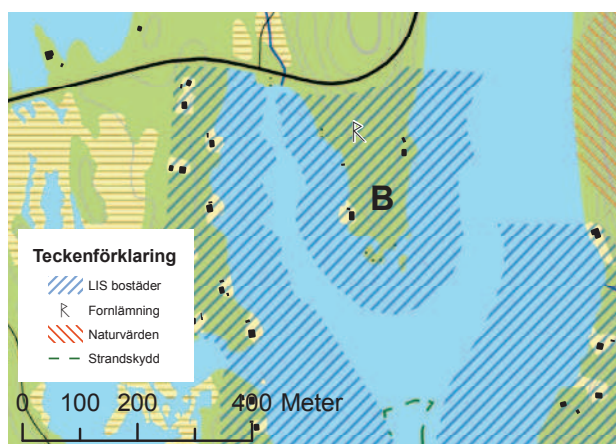 B
Teckenförklaring
LIS bostäder
Fornlämning
Naturvärden
Strandskydd
0 100 200 400 Meter